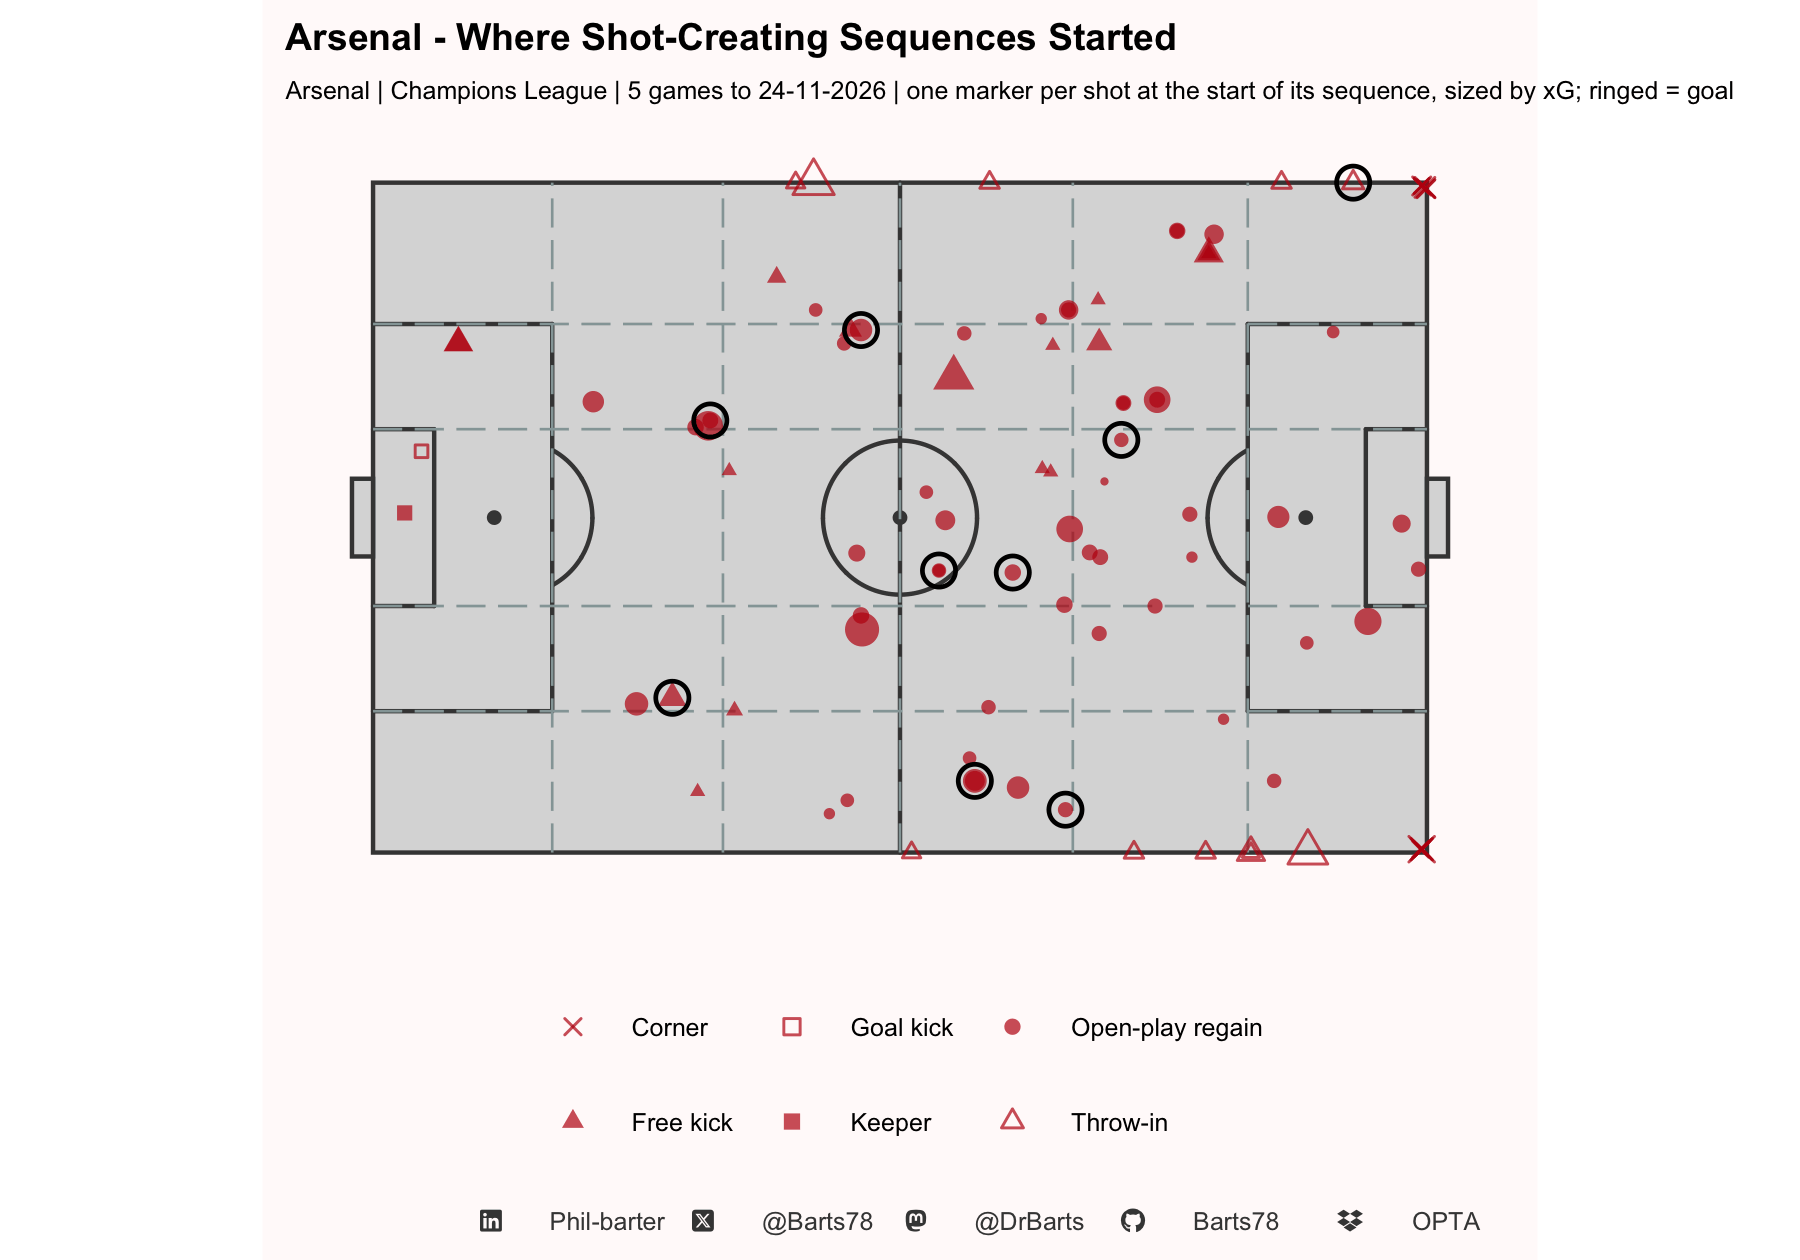 Arsenal - Where Shot-Creating Sequences Started
Arsenal | Champions League | 5 games to 24-11-2026 | one marker per shot at the start of its sequence, sized by xG; ringed = goal
Corner Goal kick Open-play regain
Free kick Keeper Throw-in
Phil-barter @Barts78 @DrBarts Barts78 OPTA